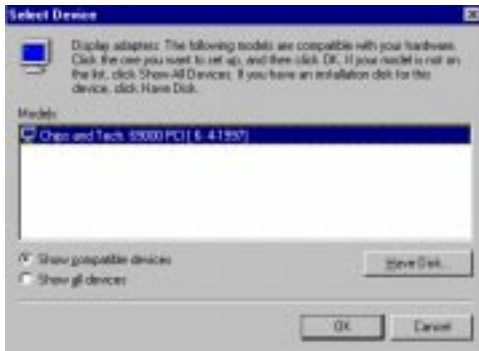 Select Device
Display adapters: The following models are compatible with your hardware.
Click the one you want to set up, and then click OK. If your model is not on
the list, click Show All Devices. If you have an installation disk for this
device, click Have Disk.
Models:
Chips and Tech. 69000 PCI [ 6- 4-1997]
Show compatible devices
Show all devices
Have Disk...
OK
Cancel